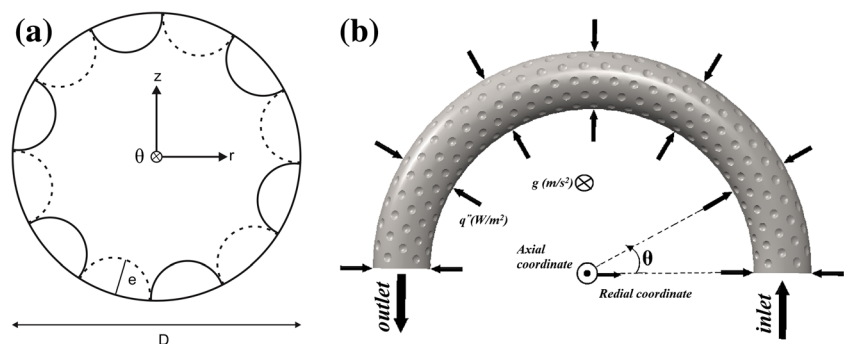 (a)
z
θ
r
e
D
(b)
g (m/s²)
q"(W/m²)
Axial
coordinate
θ
Redial coordinate
outlet
inlet